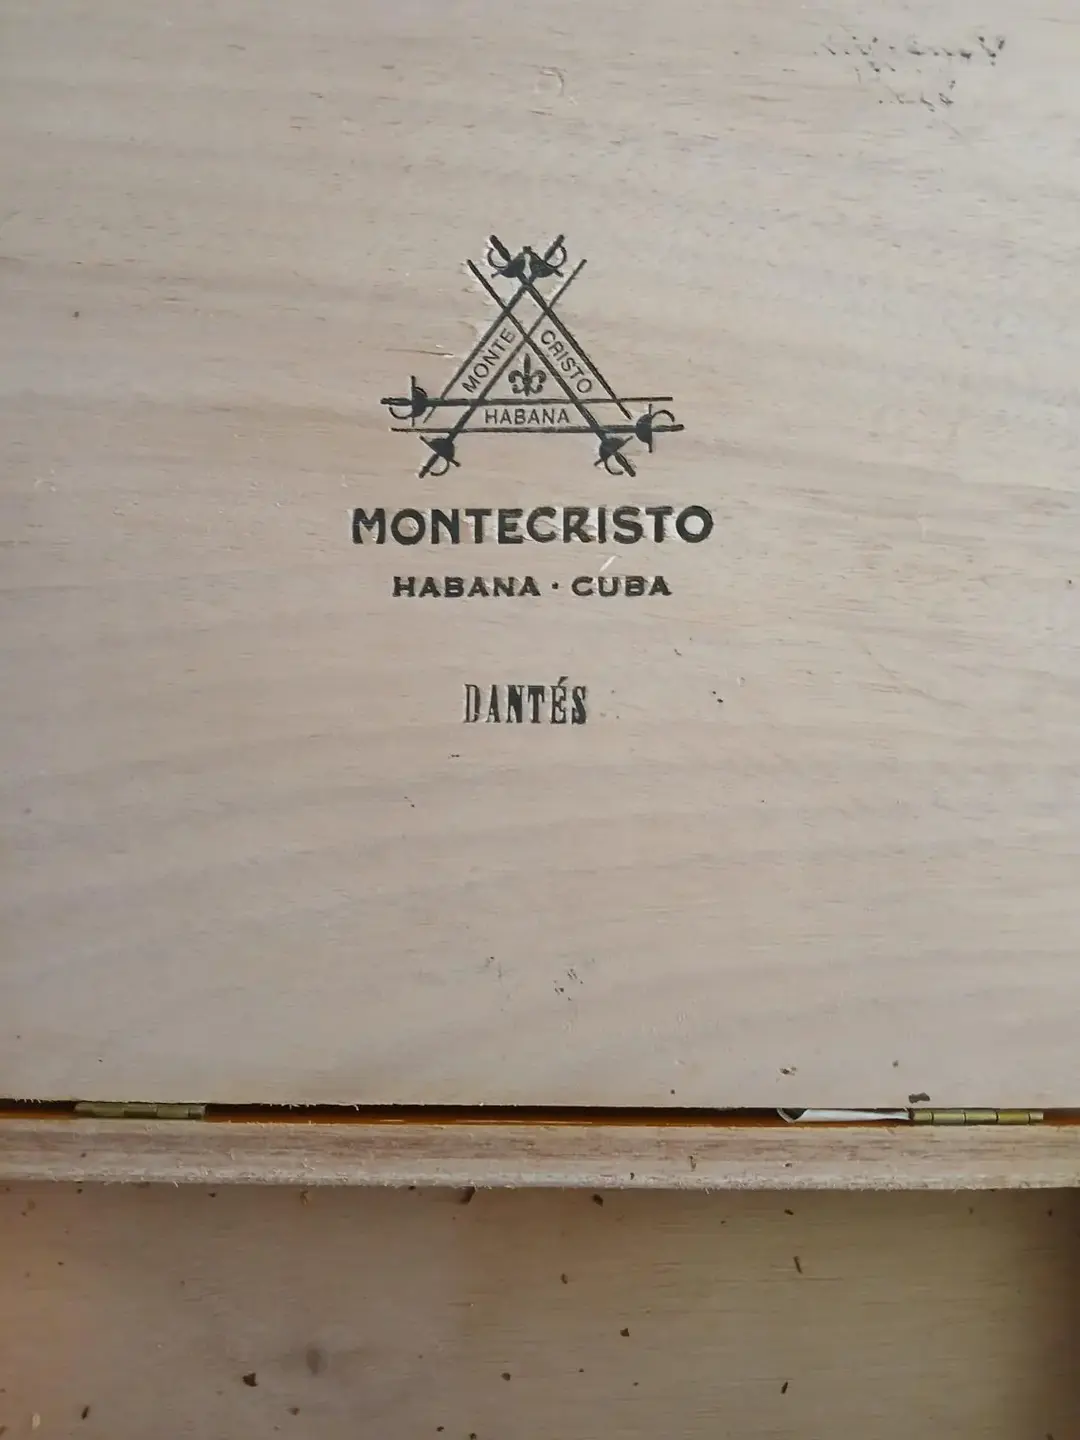 MONTE CRISTO
HABANA
MONTECRISTO
HABANA · CUBA
DANTÉS